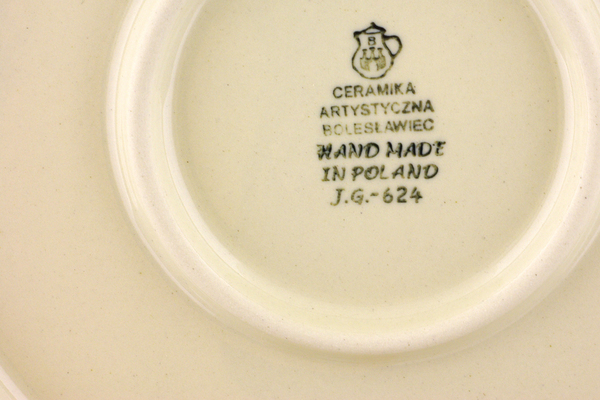 B
CERAMIKA
ARTYSTYCZNA
BOLESŁAWIEC
HAND MADE
IN POLAND
J.G.-624